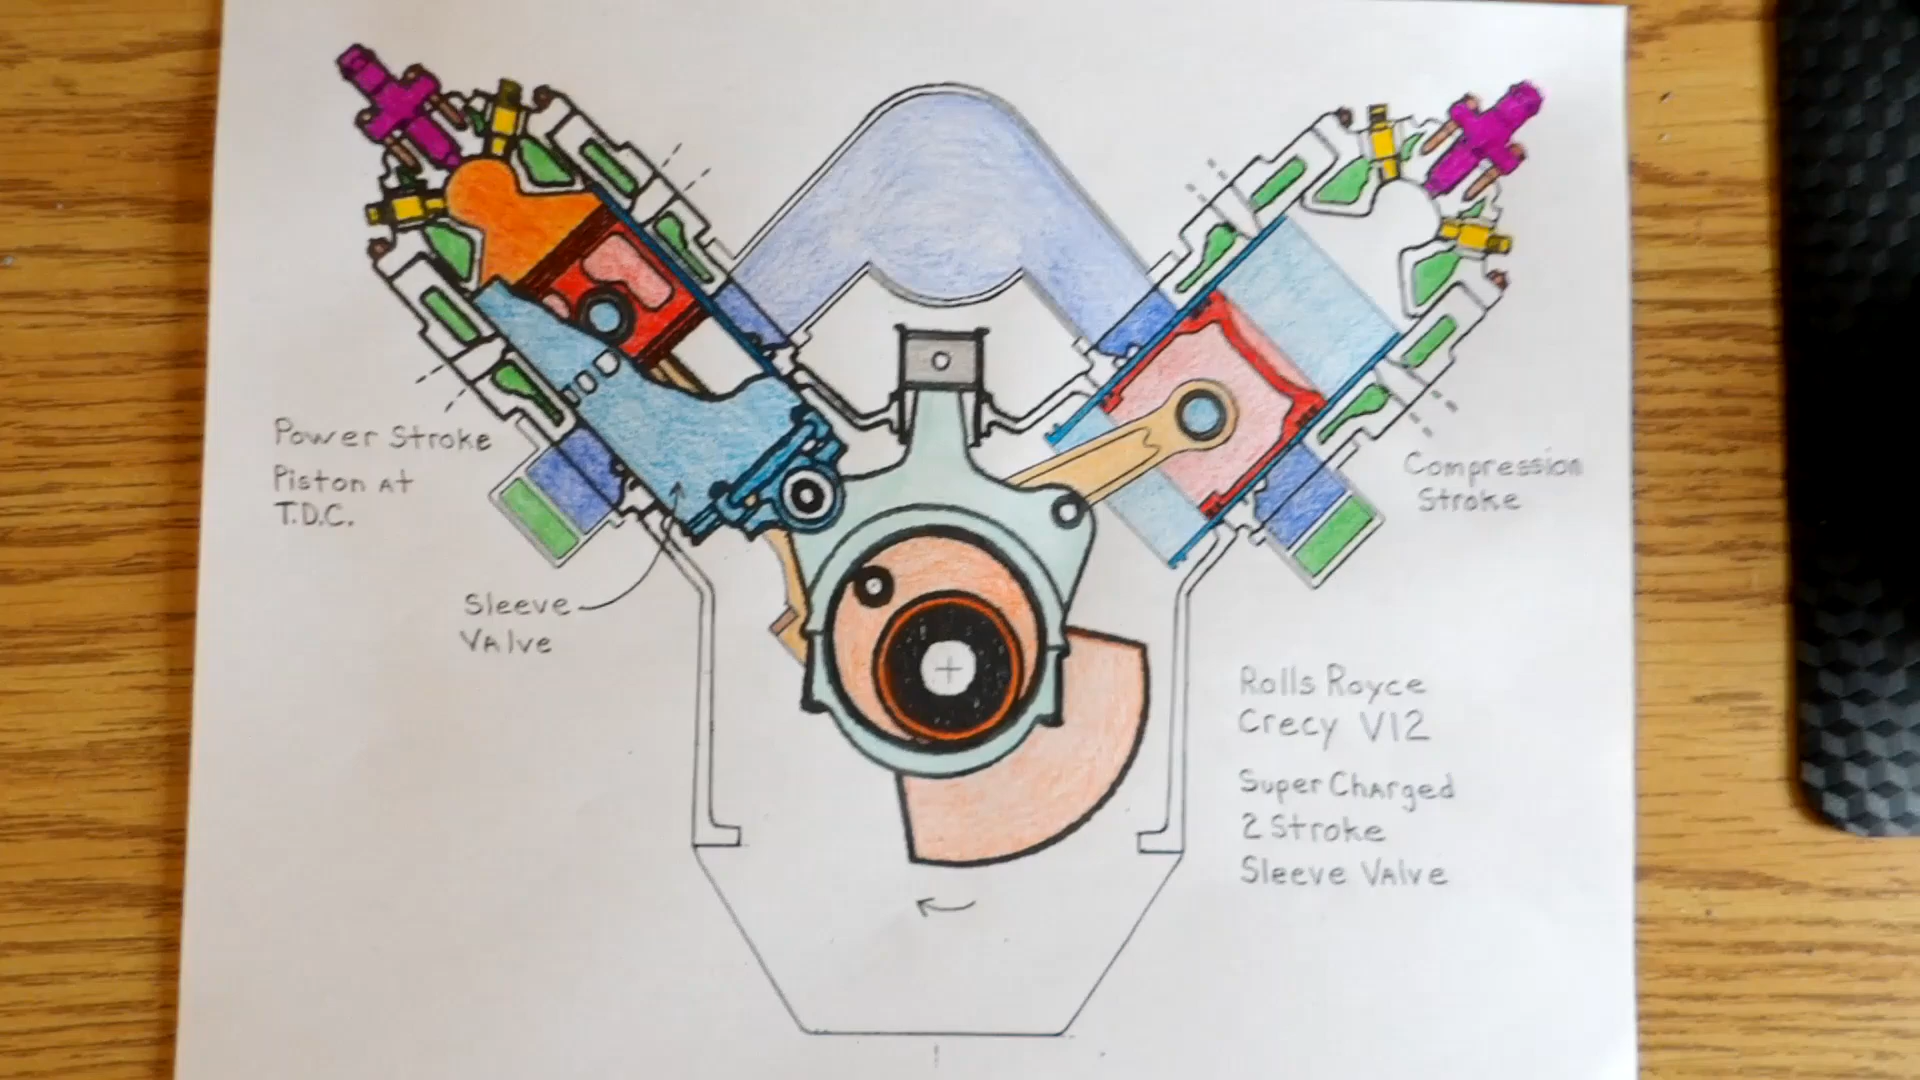 Power Stroke
Piston At
T.D.C.
Sleeve
VAlve
Compression
Stroke
Rolls Royce
Crecy V12
Super ChArged
2 Stroke
Sleeve VAlve